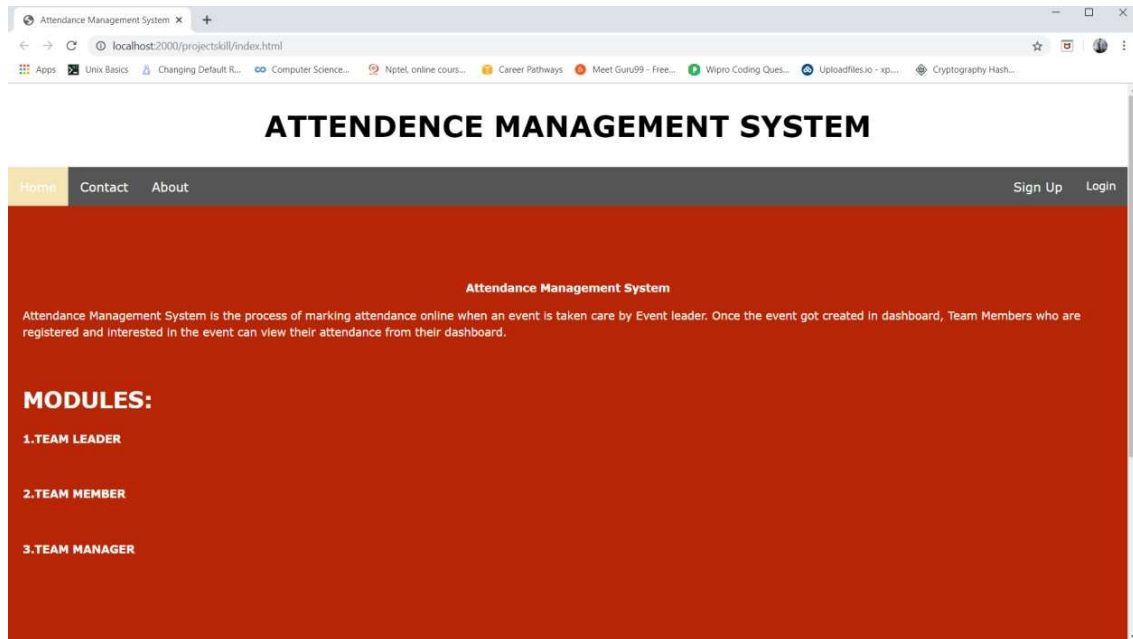 Attendance Management System
localhost:2000/projectskill/index.html
Apps Unix Basics Changing Default R... Computer Science... Nptel, online cours... Career Pathways Meet Guru99 - Free... Wipro Coding Ques... Uploadfiles.io - xp.... Cryptography Hash...
ATTENDENCE MANAGEMENT SYSTEM
Home Contact About Sign Up Login
Attendance Management System
Attendance Management System is the process of marking attendance online when an event is taken care by Event leader. Once the event got created in dashboard, Team Members who are
registered and interested in the event can view their attendance from their dashboard.
MODULES:
1.TEAM LEADER
2.TEAM MEMBER
3.TEAM MANAGER